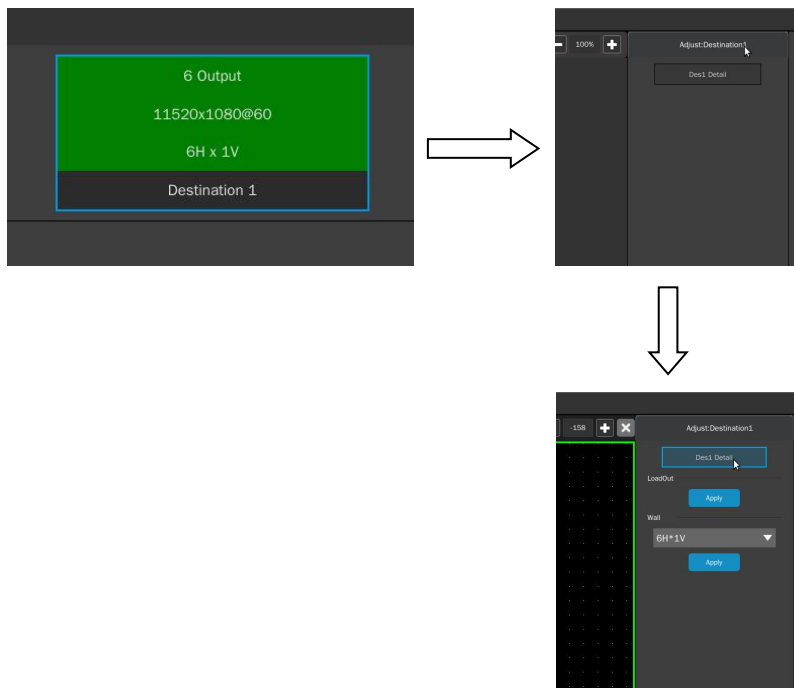 6 Output
11520x1080@60
6H x 1V
Destination 1
100%
Adjust:Destination1
Des1 Detail
-158
Adjust:Destination1
Des1 Detail
LoadOut
Apply
Wall
6H*1V
Apply